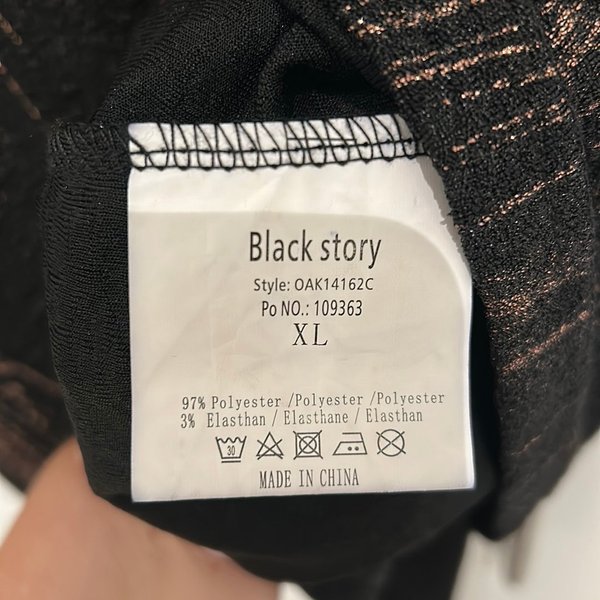 Black story
Style: OAK14162C
Po NO.: 109363
XL
97% Polyester /Polyester /Polyester
3% Elasthan / Elasthane / Elasthan
30
MADE IN CHINA